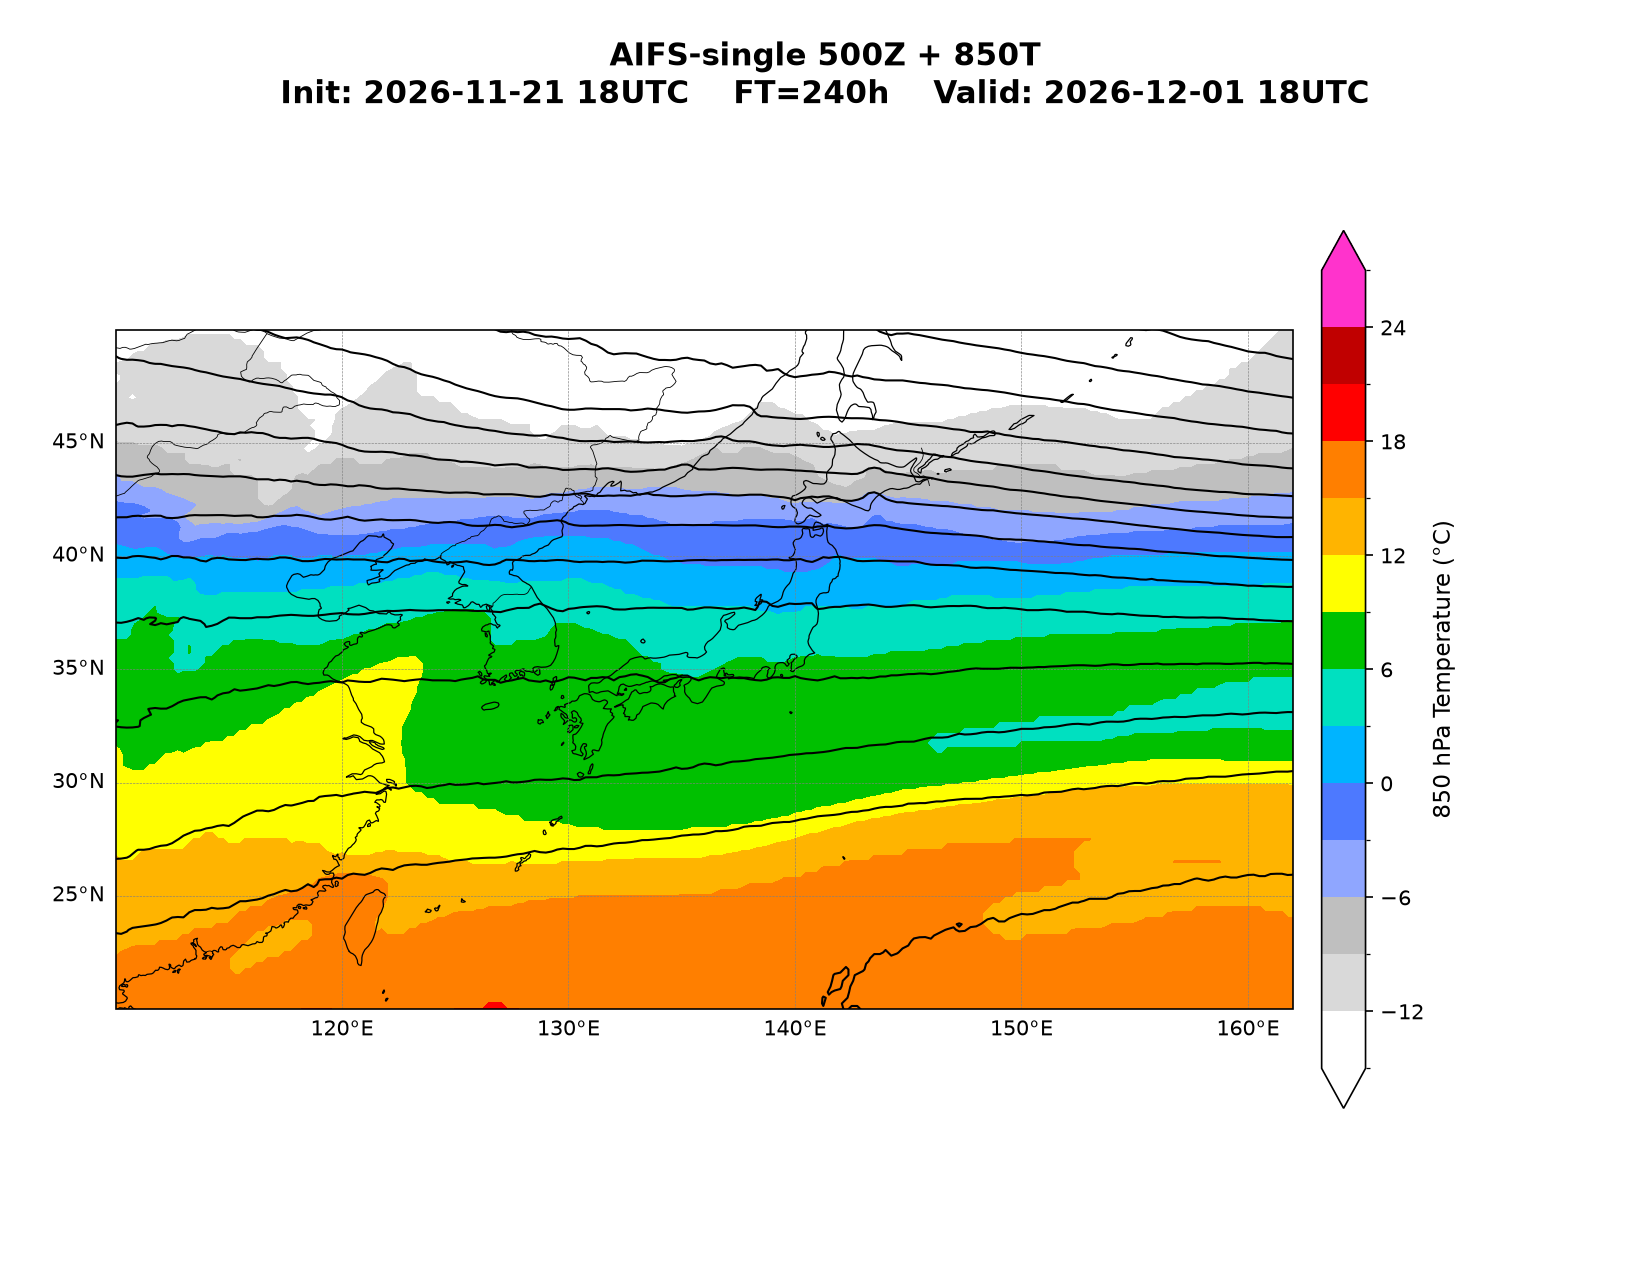 AIFS-single 500Z + 850T
Init: 2026-11-21 18UTC    FT=240h    Valid: 2026-12-01 18UTC
45°N
40°N
35°N
30°N
25°N
120°E
130°E
140°E
150°E
160°E
24
18
12
6
0
−6
−12
850 hPa Temperature (°C)